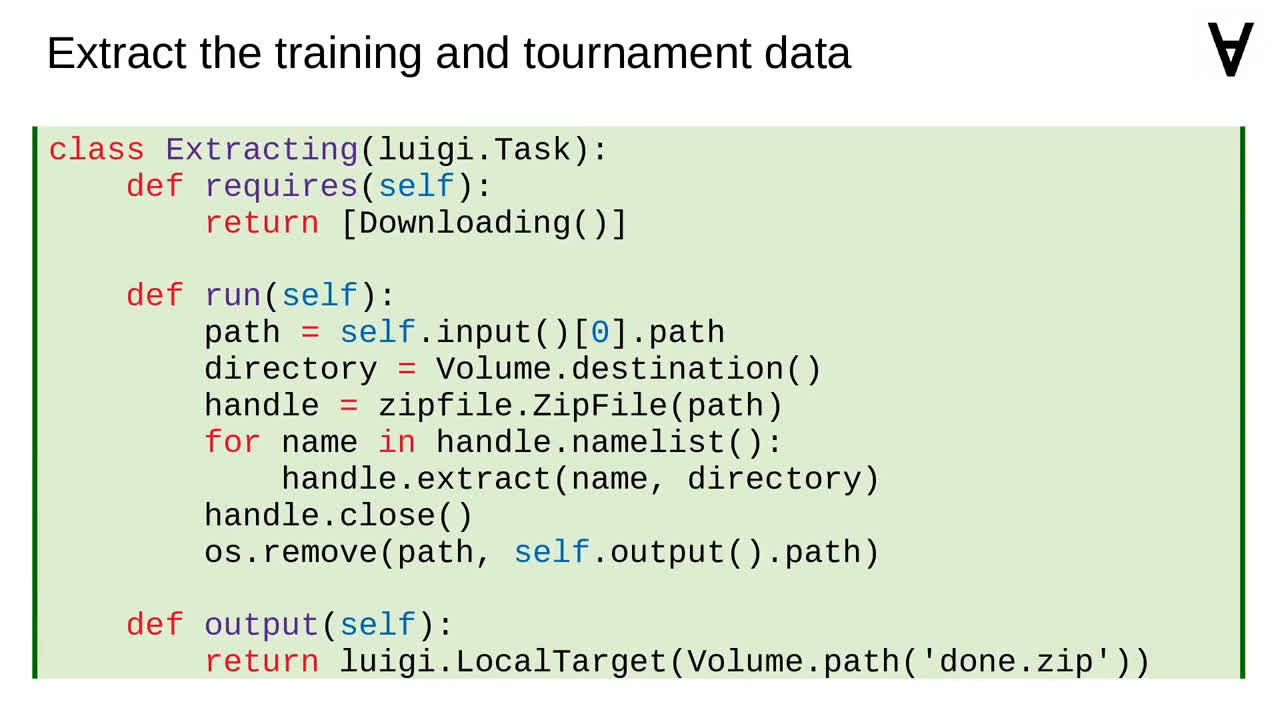 Extract the training and tournament data
∀
class Extracting(luigi.Task):
    def requires(self):
        return [Downloading()]

    def run(self):
        path = self.input()[0].path
        directory = Volume.destination()
        handle = zipfile.ZipFile(path)
        for name in handle.namelist():
            handle.extract(name, directory)
        handle.close()
        os.remove(path, self.output().path)

    def output(self):
        return luigi.LocalTarget(Volume.path('done.zip'))